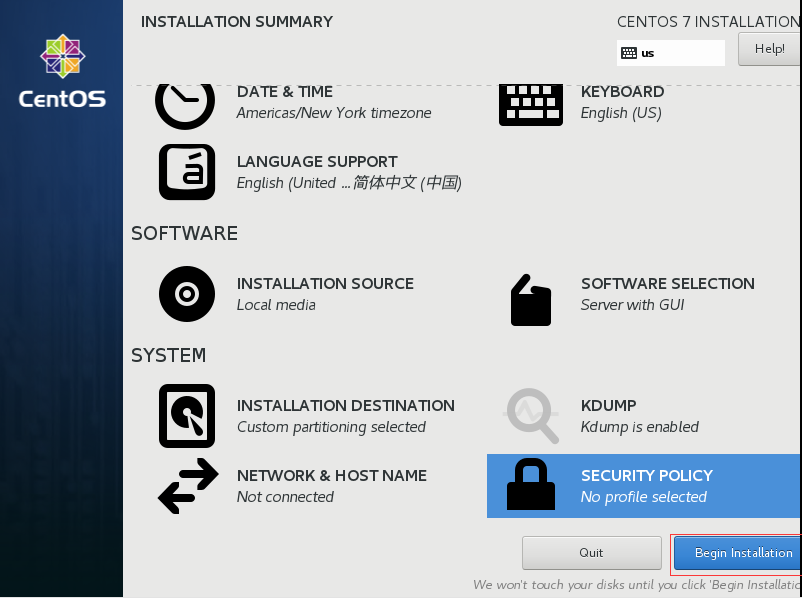 INSTALLATION SUMMARY
CENTOS 7 INSTALLATION
us
Help!
CentOS
DATE & TIME
Americas/New York timezone
KEYBOARD
English (US)
LANGUAGE SUPPORT
English (United ...简体中文 (中国)
SOFTWARE
INSTALLATION SOURCE
Local media
SOFTWARE SELECTION
Server with GUI
SYSTEM
INSTALLATION DESTINATION
Custom partitioning selected
KDUMP
Kdump is enabled
NETWORK & HOST NAME
Not connected
SECURITY POLICY
No profile selected
Quit
Begin Installation
We won't touch your disks until you click 'Begin Installatio